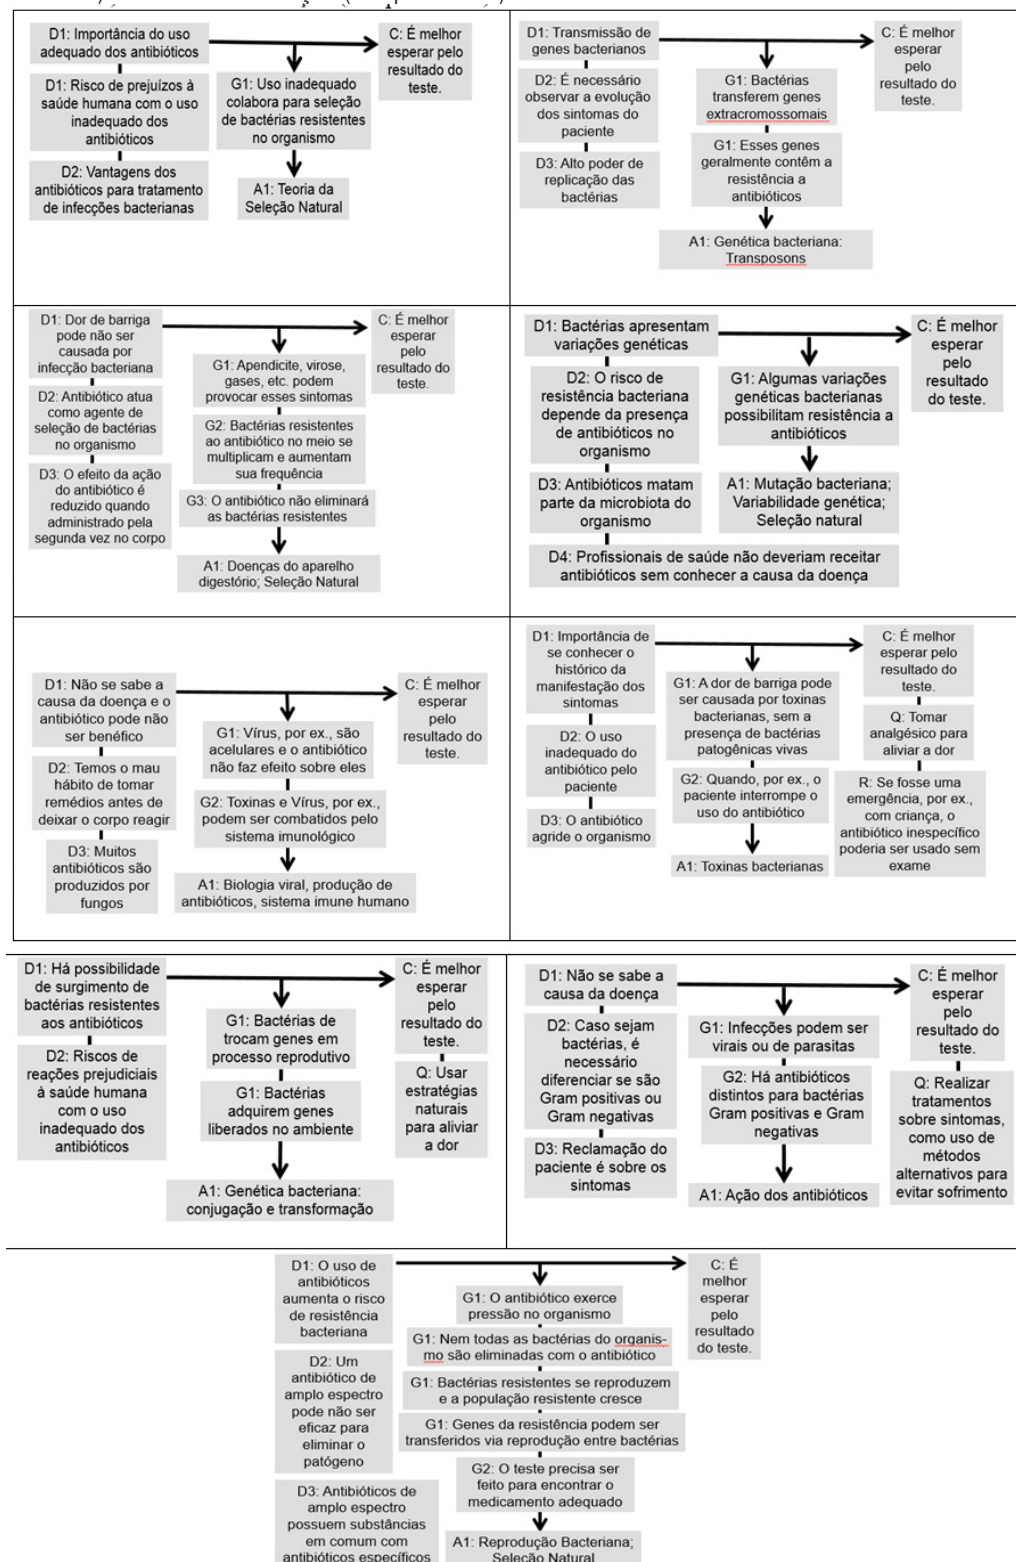 D1: Importância do uso
adequado dos antibióticos
D1: Risco de prejuízos à
saúde humana com o uso
inadequado dos
antibióticos
D2: Vantagens dos
antibióticos para tratamento
de infecções bacterianas
G1: Uso inadequado
colabora para seleção
de bactérias resistentes
no organismo
A1: Teoria da
Seleção Natural
C: É melhor
esperar pelo
resultado do
teste.
D1: Transmissão de
genes bacterianos
D2: É necessário
observar a evolução
dos sintomas do
paciente
D3: Alto poder de
replicação das
bactérias
G1: Bactérias
transferem genes
extracromossomais
G1: Esses genes
geralmente contêm a
resistência a
antibióticos
A1: Genética bacteriana:
Transposons
C: É melhor
esperar
pelo
resultado do
teste.
D1: Dor de barriga
pode não ser
causada por
infecção bacteriana
D2: Antibiótico atua
como agente de
seleção de bactérias
no organismo
D3: O efeito da ação
do antibiótico é
reduzido quando
administrado pela
segunda vez no corpo
G1: Apendicite, virose,
gases, etc. podem
provocar esses sintomas
G2: Bactérias resistentes
ao antibiótico no meio se
multiplicam e aumentam
sua frequência
G3: O antibiótico não eliminará
as bactérias resistentes
A1: Doenças do aparelho
digestório; Seleção Natural
C: É melhor
esperar
pelo
resultado do
teste.
D1: Bactérias apresentam
variações genéticas
D2: O risco de
resistência bacteriana
depende da presença
de antibióticos no
organismo
D3: Antibióticos matam
parte da microbiota do
organismo
D4: Profissionais de saúde não deveriam receitar
antibióticos sem conhecer a causa da doença
G1: Algumas variações
genéticas bacterianas
possibilitam resistência a
antibióticos
A1: Mutação bacteriana;
Variabilidade genética;
Seleção natural
C: É melhor
esperar
pelo
resultado
do teste.
D1: Não se sabe a
causa da doença e o
antibiótico pode não
ser benéfico
D2: Temos o mau
hábito de tomar
remédios antes de
deixar o corpo reagir
D3: Muitos
antibióticos são
produzidos por
fungos
G1: Vírus, por ex., são
acelulares e o antibiótico
não faz efeito sobre eles
G2: Toxinas e Vírus, por ex.,
podem ser combatidos pelo
sistema imunológico
A1: Biologia viral, produção de
antibióticos, sistema imune humano
C: É melhor
esperar
pelo
resultado do
teste.
D1: Importância de
se conhecer o
histórico da
manifestação dos
sintomas
D2: O uso
inadequado do
antibiótico pelo
paciente
D3: O antibiótico
agride o organismo
G1: A dor de barriga pode
ser causada por toxinas
bacterianas, sem a
presença de bactérias
patogênicas vivas
G2: Quando, por ex., o
paciente interrompe o
uso do antibiótico
A1: Toxinas bacterianas
C: É melhor
esperar pelo
resultado do
teste.
Q: Tomar
analgésico para
aliviar a dor
R: Se fosse uma
emergência, por ex.,
com criança, o
antibiótico inespecífico
poderia ser usado sem
exame
D1: Há possibilidade
de surgimento de
bactérias resistentes
aos antibióticos
D2: Riscos de
reações prejudiciais
à saúde humana
com o uso
inadequado dos
antibióticos
G1: Bactérias de
trocam genes em
processo reprodutivo
G1: Bactérias
adquirem genes
liberados no ambiente
A1: Genética bacteriana:
conjugação e transformação
C: É melhor
esperar
pelo
resultado do
teste.
Q: Usar
estratégias
naturais
para aliviar
a dor
D1: Não se sabe a
causa da doença
D2: Caso sejam
bactérias, é
necessário
diferenciar se são
Gram positivas ou
Gram negativas
D3: Reclamação do
paciente é sobre os
sintomas
G1: Infecções podem ser
virais ou de parasitas
G2: Há antibióticos
distintos para bactérias
Gram positivas e Gram
negativas
A1: Ação dos antibióticos
C: É melhor
esperar
pelo
resultado do
teste.
Q: Realizar
tratamentos
sobre sintomas,
como uso de
métodos
alternativos para
evitar sofrimento
D1: O uso de
antibióticos
aumenta o risco
de resistência
bacteriana
D2: Um
antibiótico de
amplo espectro
pode não ser
eficaz para
eliminar o
patógeno
D3: Antibióticos de
amplo espectro
possuem substâncias
em comum com
antibióticos específicos
G1: O antibiótico exerce
pressão no organismo
G1: Nem todas as bactérias do organis-
mo são eliminadas com o antibiótico
G1: Bactérias resistentes se reproduzem
e a população resistente cresce
G1: Genes da resistência podem ser
transferidos via reprodução entre bactérias
G2: O teste precisa ser
feito para encontrar o
medicamento adequado
A1: Reprodução Bacteriana;
Seleção Natural
C: É
melhor
esperar
pelo
resultado
do teste.